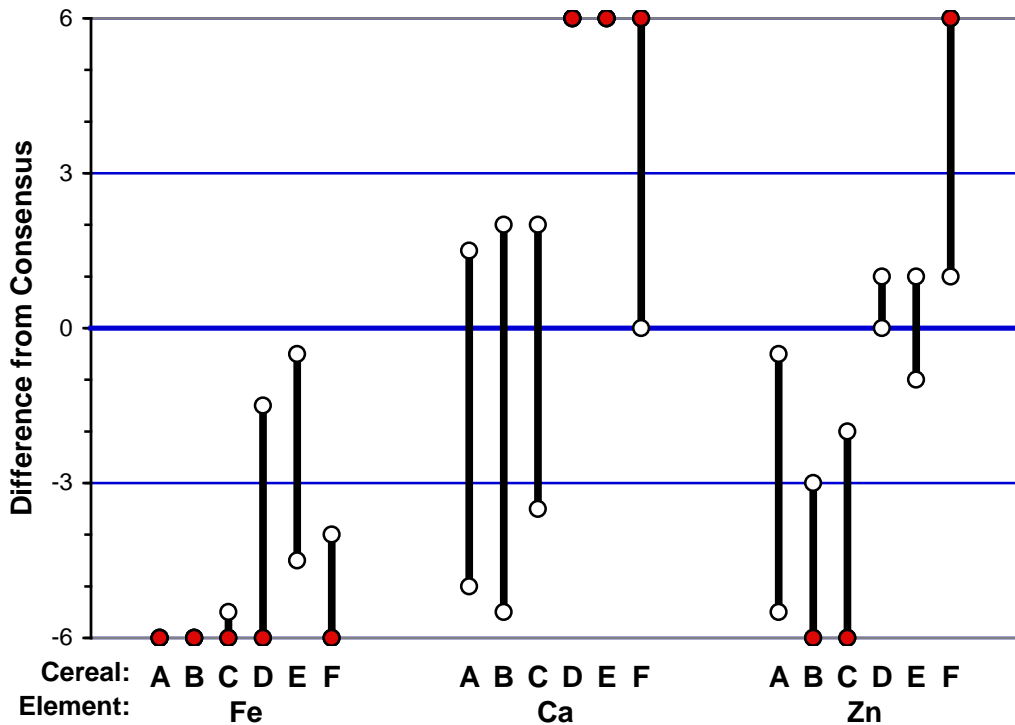 6
3
0
-3
-6
Difference from Consensus
Cereal: A B C D E F A B C D E F A B C D E F
Element: Fe Ca Zn